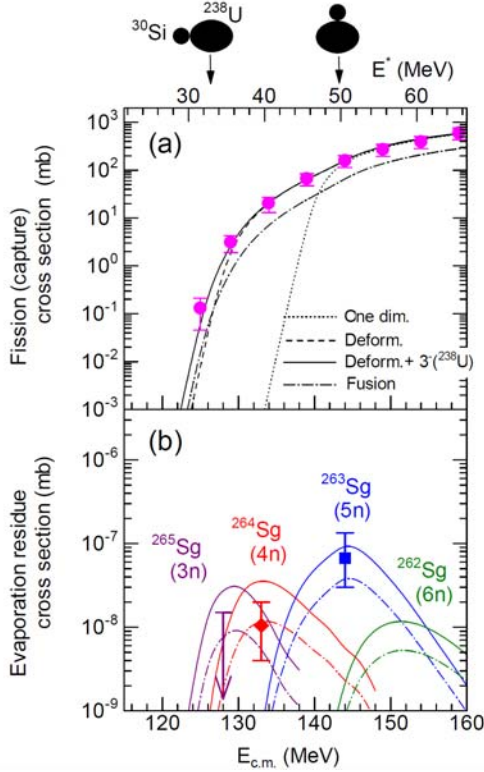 ³⁰Si ²³⁸U
E* (MeV)
30 40 50 60
(a)
10³
10²
10¹
10⁰
10⁻¹
10⁻²
10⁻³
Fission (capture)
cross section (mb)
One dim.
Deform.
Deform.+ 3⁻(²³⁸U)
Fusion
(b)
10⁻⁶
10⁻⁷
10⁻⁸
10⁻⁹
Evaporation residue
cross section (mb)
²⁶⁵Sg
(3n)
²⁶⁴Sg
(4n)
²⁶³Sg
(5n)
²⁶²Sg
(6n)
120 130 140 150 160
E c.m. (MeV)